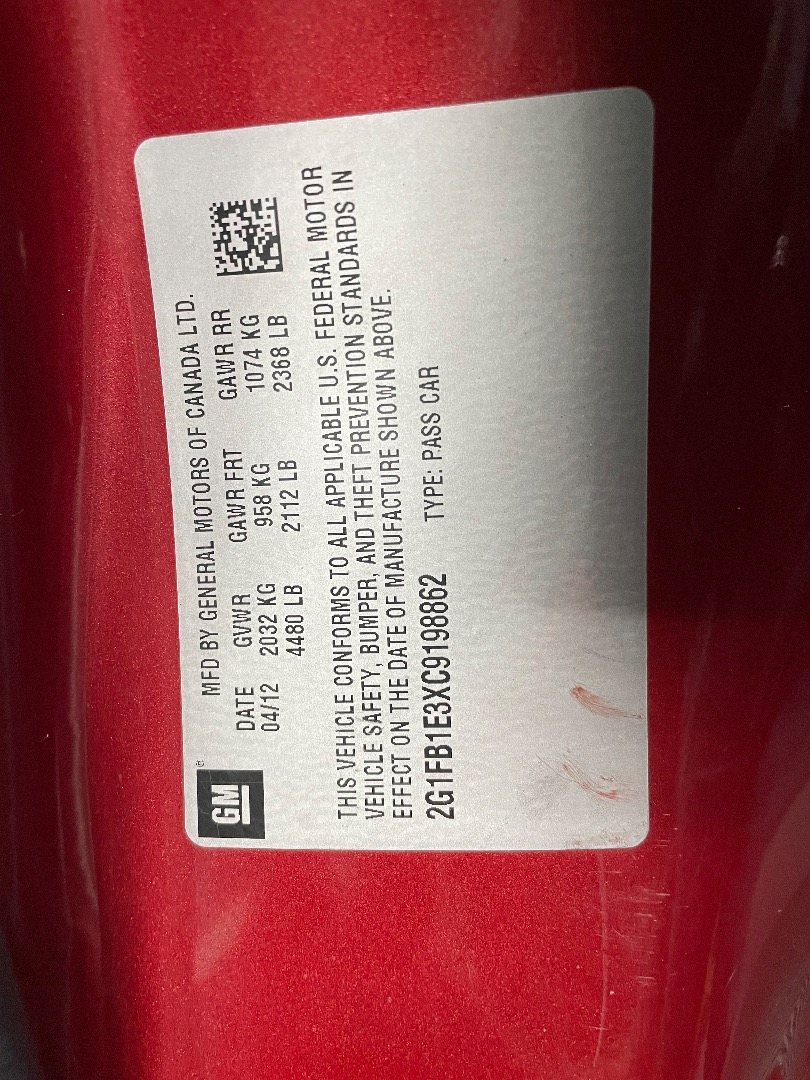 GM®
MFD BY GENERAL MOTORS OF CANADA LTD.
DATE GVWR GAWR FRT GAWR RR
04/12 2032 KG 958 KG 1074 KG
4480 LB 2112 LB 2368 LB
THIS VEHICLE CONFORMS TO ALL APPLICABLE U.S. FEDERAL MOTOR
VEHICLE SAFETY, BUMPER, AND THEFT PREVENTION STANDARDS IN
EFFECT ON THE DATE OF MANUFACTURE SHOWN ABOVE.
2G1FB1E3XC9198862 TYPE: PASS CAR